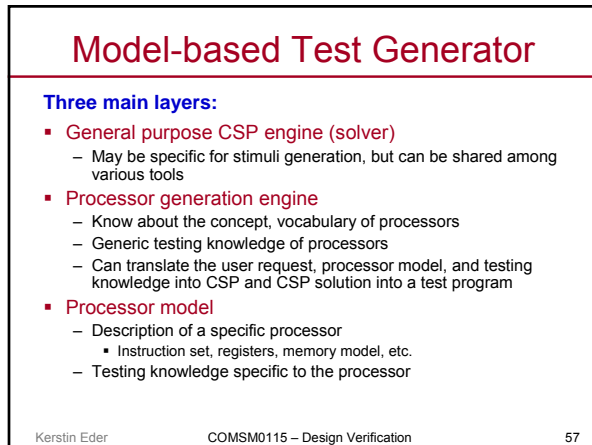 Model-based Test Generator
Three main layers:
▪ General purpose CSP engine (solver)
– May be specific for stimuli generation, but can be shared among
various tools
▪ Processor generation engine
– Know about the concept, vocabulary of processors
– Generic testing knowledge of processors
– Can translate the user request, processor model, and testing
knowledge into CSP and CSP solution into a test program
▪ Processor model
– Description of a specific processor
▪ Instruction set, registers, memory model, etc.
– Testing knowledge specific to the processor
Kerstin Eder COMSM0115 – Design Verification 57